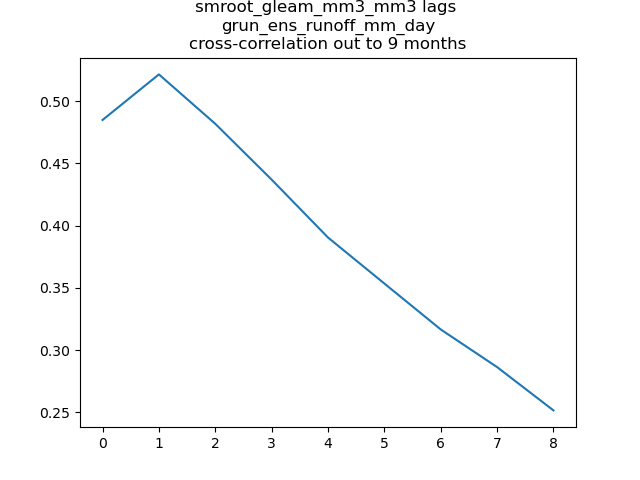 smroot_gleam_mm3_mm3 lags
grun_ens_runoff_mm_day
cross-correlation out to 9 months
0.50
0.45
0.40
0.35
0.30
0.25
0 1 2 3 4 5 6 7 8